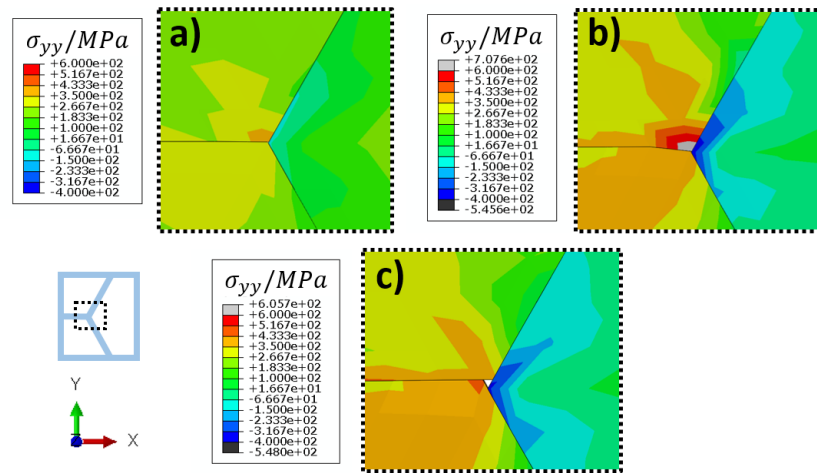 σyy/MPa
+6.000e+02
+5.167e+02
+4.333e+02
+3.500e+02
+2.667e+02
+1.833e+02
+1.000e+02
+1.667e+01
-6.667e+01
-1.500e+02
-2.333e+02
-3.167e+02
-4.000e+02
a)
σyy/MPa
+7.076e+02
+6.000e+02
+5.167e+02
+4.333e+02
+3.500e+02
+2.667e+02
+1.833e+02
+1.000e+02
+1.667e+01
-6.667e+01
-1.500e+02
-2.333e+02
-3.167e+02
-4.000e+02
-5.456e+02
b)
σyy/MPa
+6.057e+02
+6.000e+02
+5.167e+02
+4.333e+02
+3.500e+02
+2.667e+02
+1.833e+02
+1.000e+02
+1.667e+01
-6.667e+01
-1.500e+02
-2.333e+02
-3.167e+02
-4.000e+02
-5.480e+02
c)
Y
X